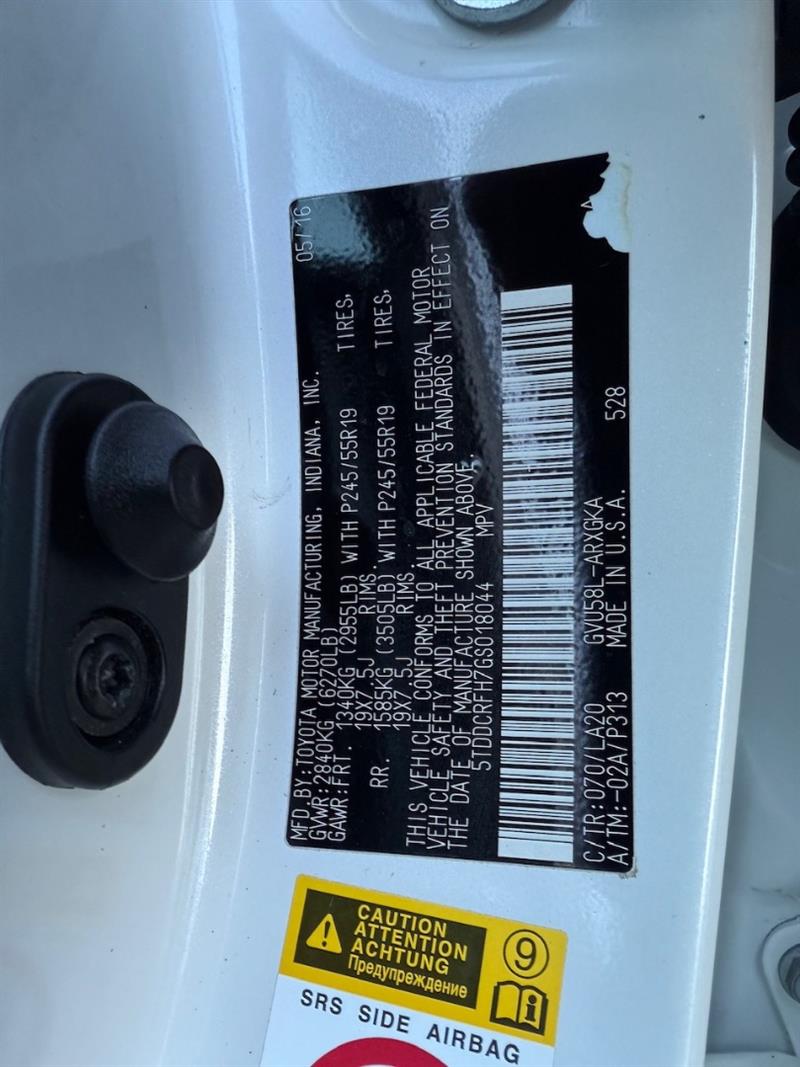 MFD.BY:TOYOTA MOTOR MANUFACTURING, INDIANA, INC. 05/16
GVWR:2840KG (6270LB)
GAWR:FRT. 1340KG (2955LB) WITH P245/55R19 TIRES,
19X7.5J RIMS.
RR. 1585KG (3505LB) WITH P245/55R19 TIRES,
19X7.5J RIMS.
THIS VEHICLE CONFORMS TO ALL APPLICABLE FEDERAL MOTOR
VEHICLE SAFETY AND THEFT PREVENTION STANDARDS IN EFFECT ON
THE DATE OF MANUFACTURE SHOWN ABOVE.
5TDDCRFH7GS018044 MPV
C/TR:070/LA20 GVU58L-ARXGKA 528
A/TM:-02A/P313 MADE IN U.S.A.
CAUTION
ATTENTION
ACHTUNG
Предупреждение
9
SRS SIDE AIRBAG